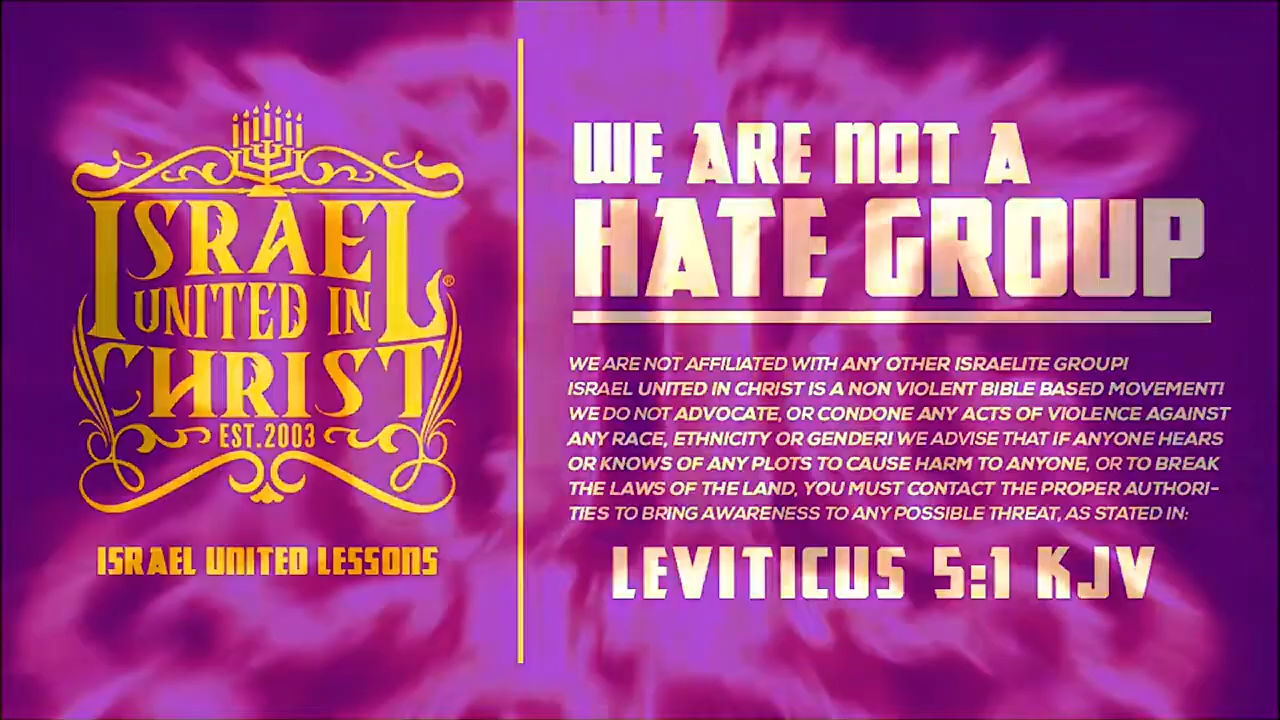 ISRAEL
UNITED IN
CHRIST®
EST.2003
ISRAEL UNITED LESSONS
WE ARE NOT A
HATE GROUP
WE ARE NOT AFFILIATED WITH ANY OTHER ISRAELITE GROUP!
ISRAEL UNITED IN CHRIST IS A NON VIOLENT BIBLE BASED MOVEMENT!
WE DO NOT ADVOCATE, OR CONDONE ANY ACTS OF VIOLENCE AGAINST
ANY RACE, ETHNICITY OR GENDER! WE ADVISE THAT IF ANYONE HEARS
OR KNOWS OF ANY PLOTS TO CAUSE HARM TO ANYONE, OR TO BREAK
THE LAWS OF THE LAND, YOU MUST CONTACT THE PROPER AUTHORI-
TIES TO BRING AWARENESS TO ANY POSSIBLE THREAT, AS STATED IN:
LEVITICUS 5:1 KJV